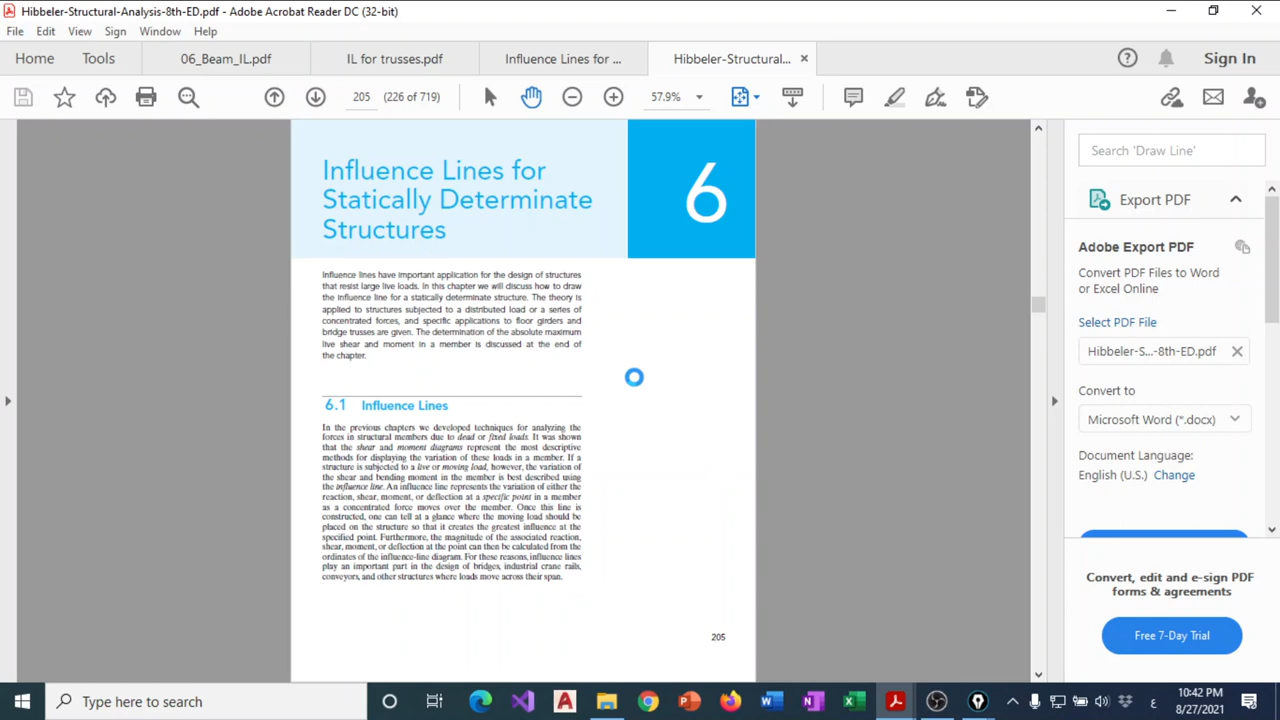 Hibbeler-Structural-Analysis-8th-ED.pdf - Adobe Acrobat Reader DC (32-bit)
File Edit View Sign Window Help
Home Tools 06_Beam_IL.pdf IL for trusses.pdf Influence Lines for ... Hibbeler-Structural... Sign In
205 (226 of 719) 57.9%
Influence Lines for
Statically Determinate
Structures
6
Influence lines have important application for the design of structures
that resist large live loads. In this chapter we will discuss how to draw
the influence line for a statically determinate structure. The theory is
applied to structures subjected to a distributed load or a series of
concentrated forces, and specific applications to floor girders and
bridge trusses are given. The determination of the absolute maximum
live shear and moment in a member is discussed at the end of
the chapter.
6.1 Influence Lines
In the previous chapters we developed techniques for analyzing the
forces in structural members due to dead or fixed loads. It was shown
that the shear and moment diagrams represent the most descriptive
methods for displaying the variation of these loads in a member. If a
structure is subjected to a live or moving load, however, the variation of
the shear and bending moment in the member is best described using
the influence line. An influence line represents the variation of either the
reaction, shear, moment, or deflection at a specific point in a member
as a concentrated force moves over the member. Once this line is
constructed, one can tell at a glance where the moving load should be
placed on the structure so that it creates the greatest influence at the
specified point. Furthermore, the magnitude of the associated reaction,
shear, moment, or deflection at the point can then be calculated from the
ordinates of the influence-line diagram. For these reasons, influence lines
play an important part in the design of bridges, industrial crane rails,
conveyors, and other structures where loads move across their span.
205
Search 'Draw Line'
Export PDF
Adobe Export PDF
Convert PDF Files to Word
or Excel Online
Select PDF File
Hibbeler-S...-8th-ED.pdf
Convert to
Microsoft Word (*.docx)
Document Language:
English (U.S.) Change
Convert, edit and e-sign PDF
forms & agreements
Free 7-Day Trial
Type here to search
ع
10:42 PM
8/27/2021